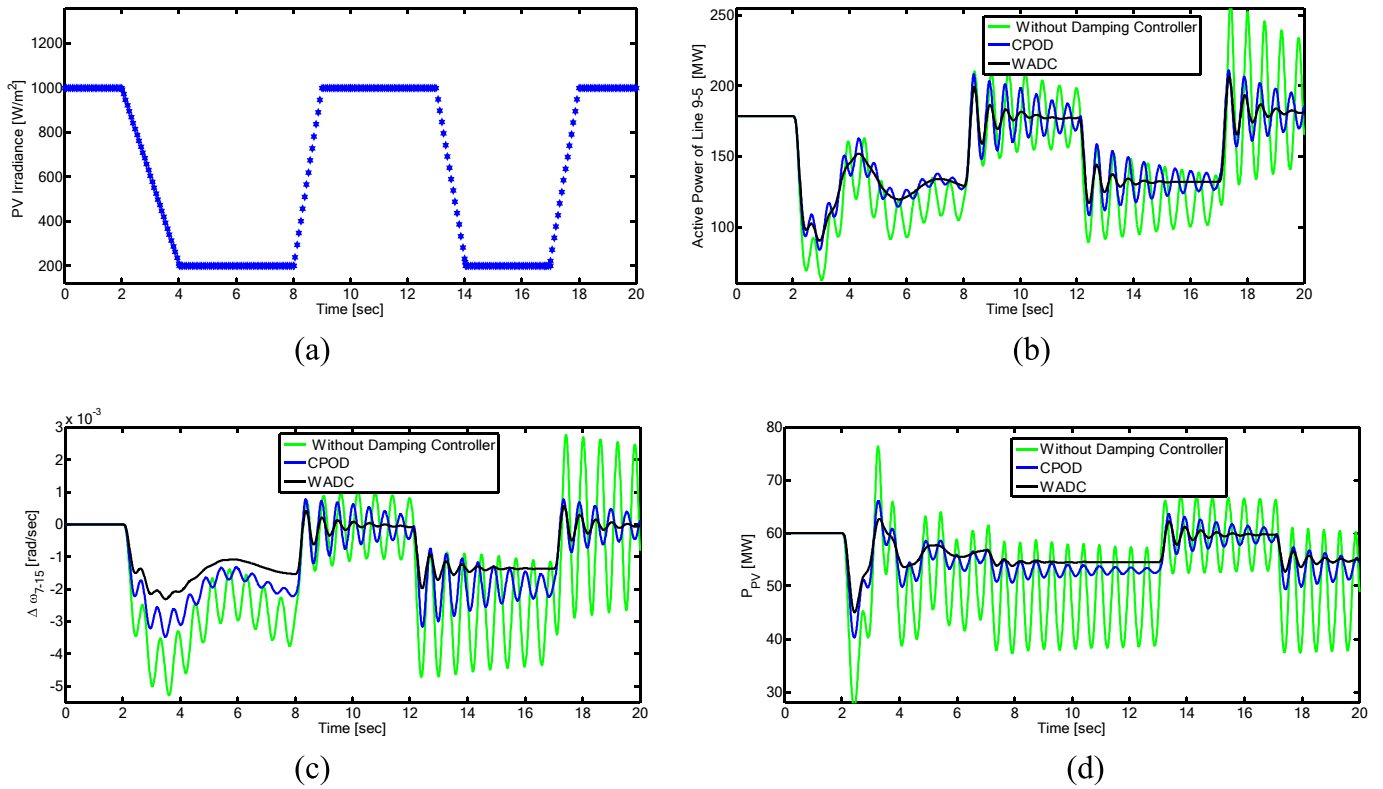 1200
1000
800
600
400
200
PV Irradiance [W/m²]
0 2 4 6 8 10 12 14 16 18 20
Time [sec]
(a)
250
200
150
100
Active Power of Line 9-5 [MW]
Without Damping Controller
CPOD
WADC
0 2 4 6 8 10 12 14 16 18 20
Time [sec]
(b)
x 10⁻³
3
2
1
0
-1
-2
-3
-4
-5
Δ ω₇₋₁₅ [rad/sec]
Without Damping Controller
CPOD
WADC
0 2 4 6 8 10 12 14 16 18 20
Time [sec]
(c)
80
70
60
50
40
30
P_PV [MW]
Without Damping Controller
CPOD
WADC
0 2 4 6 8 10 12 14 16 18 20
Time [sec]
(d)